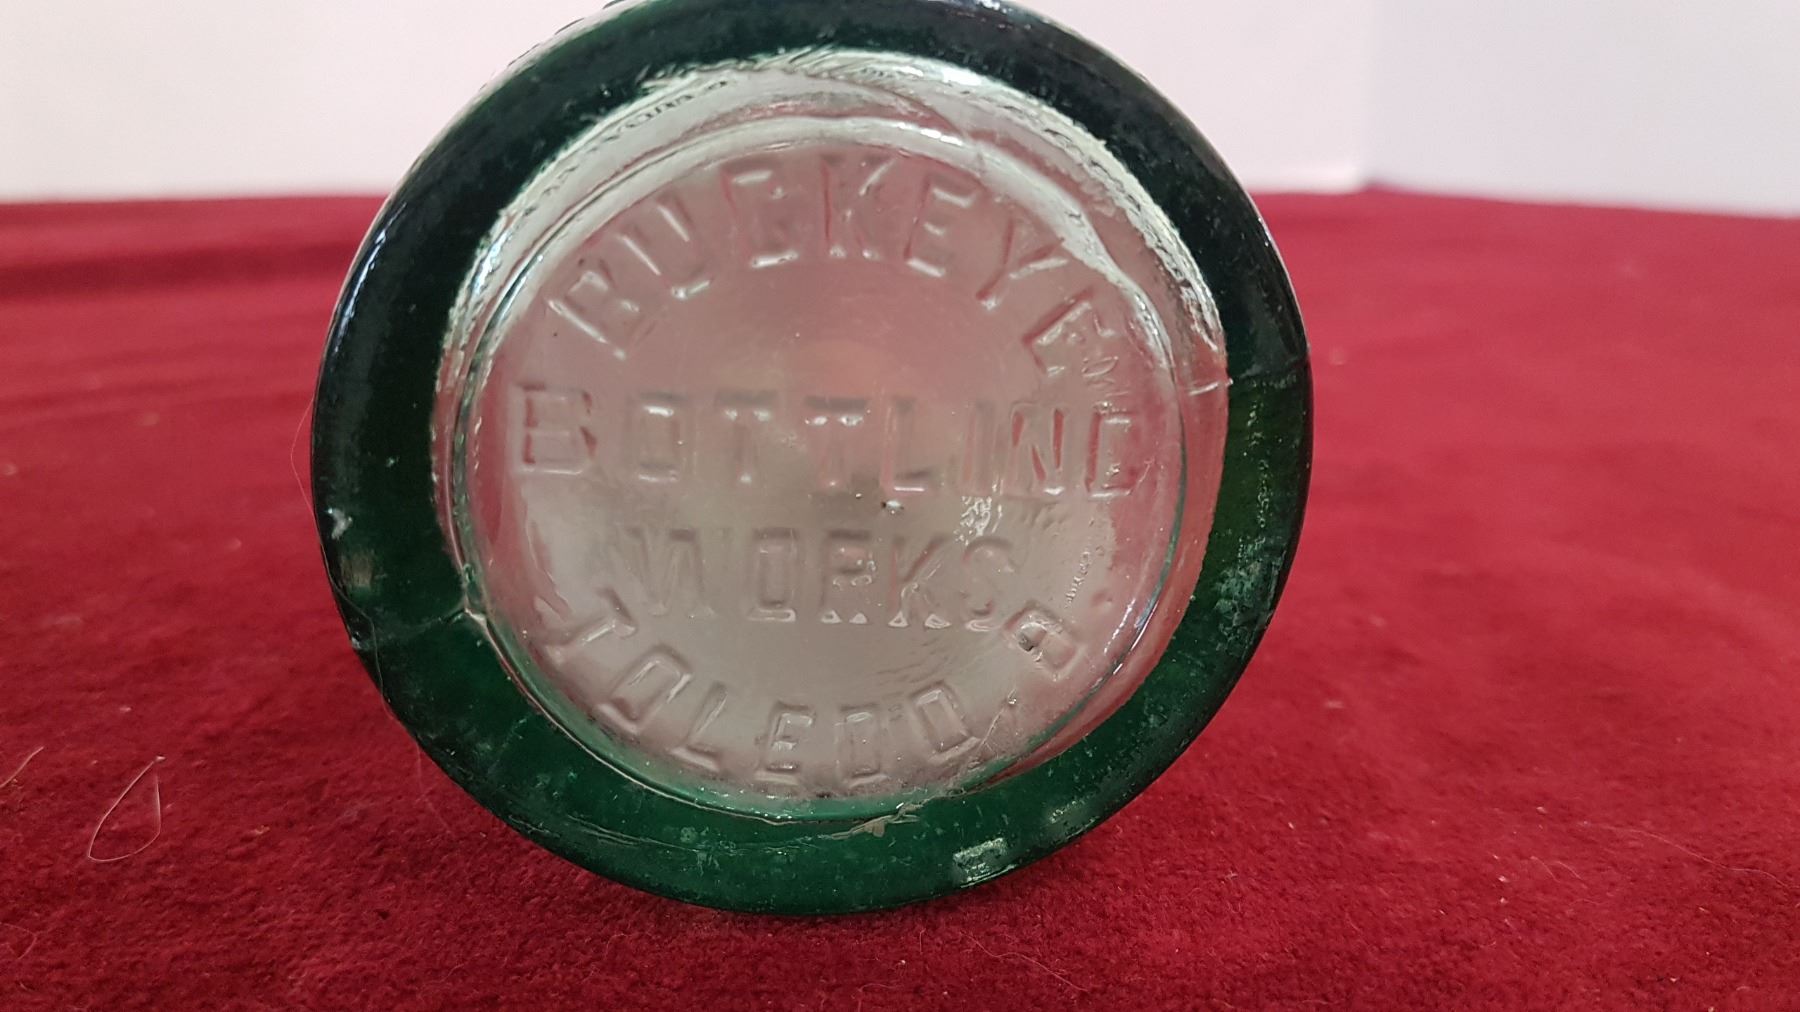 BUCKEYE
BOTTLING
WORKS
TOLEDO, O